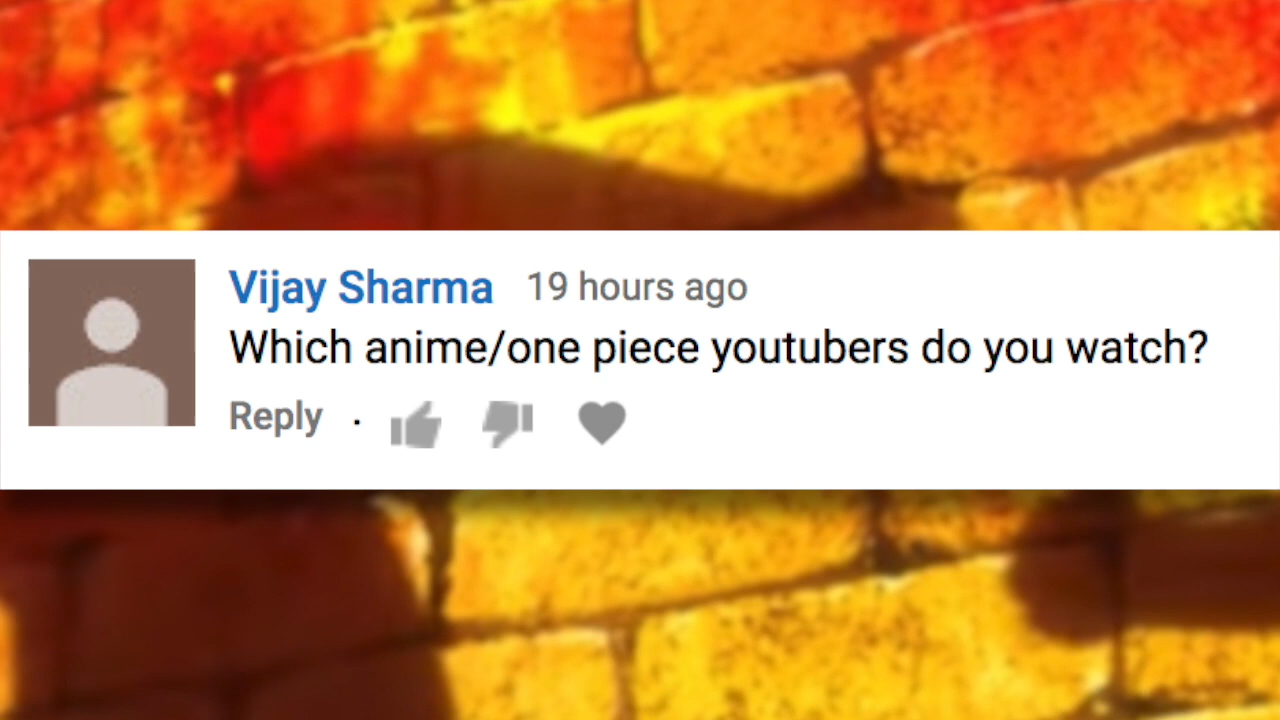 Vijay Sharma 19 hours ago
Which anime/one piece youtubers do you watch?
Reply ·